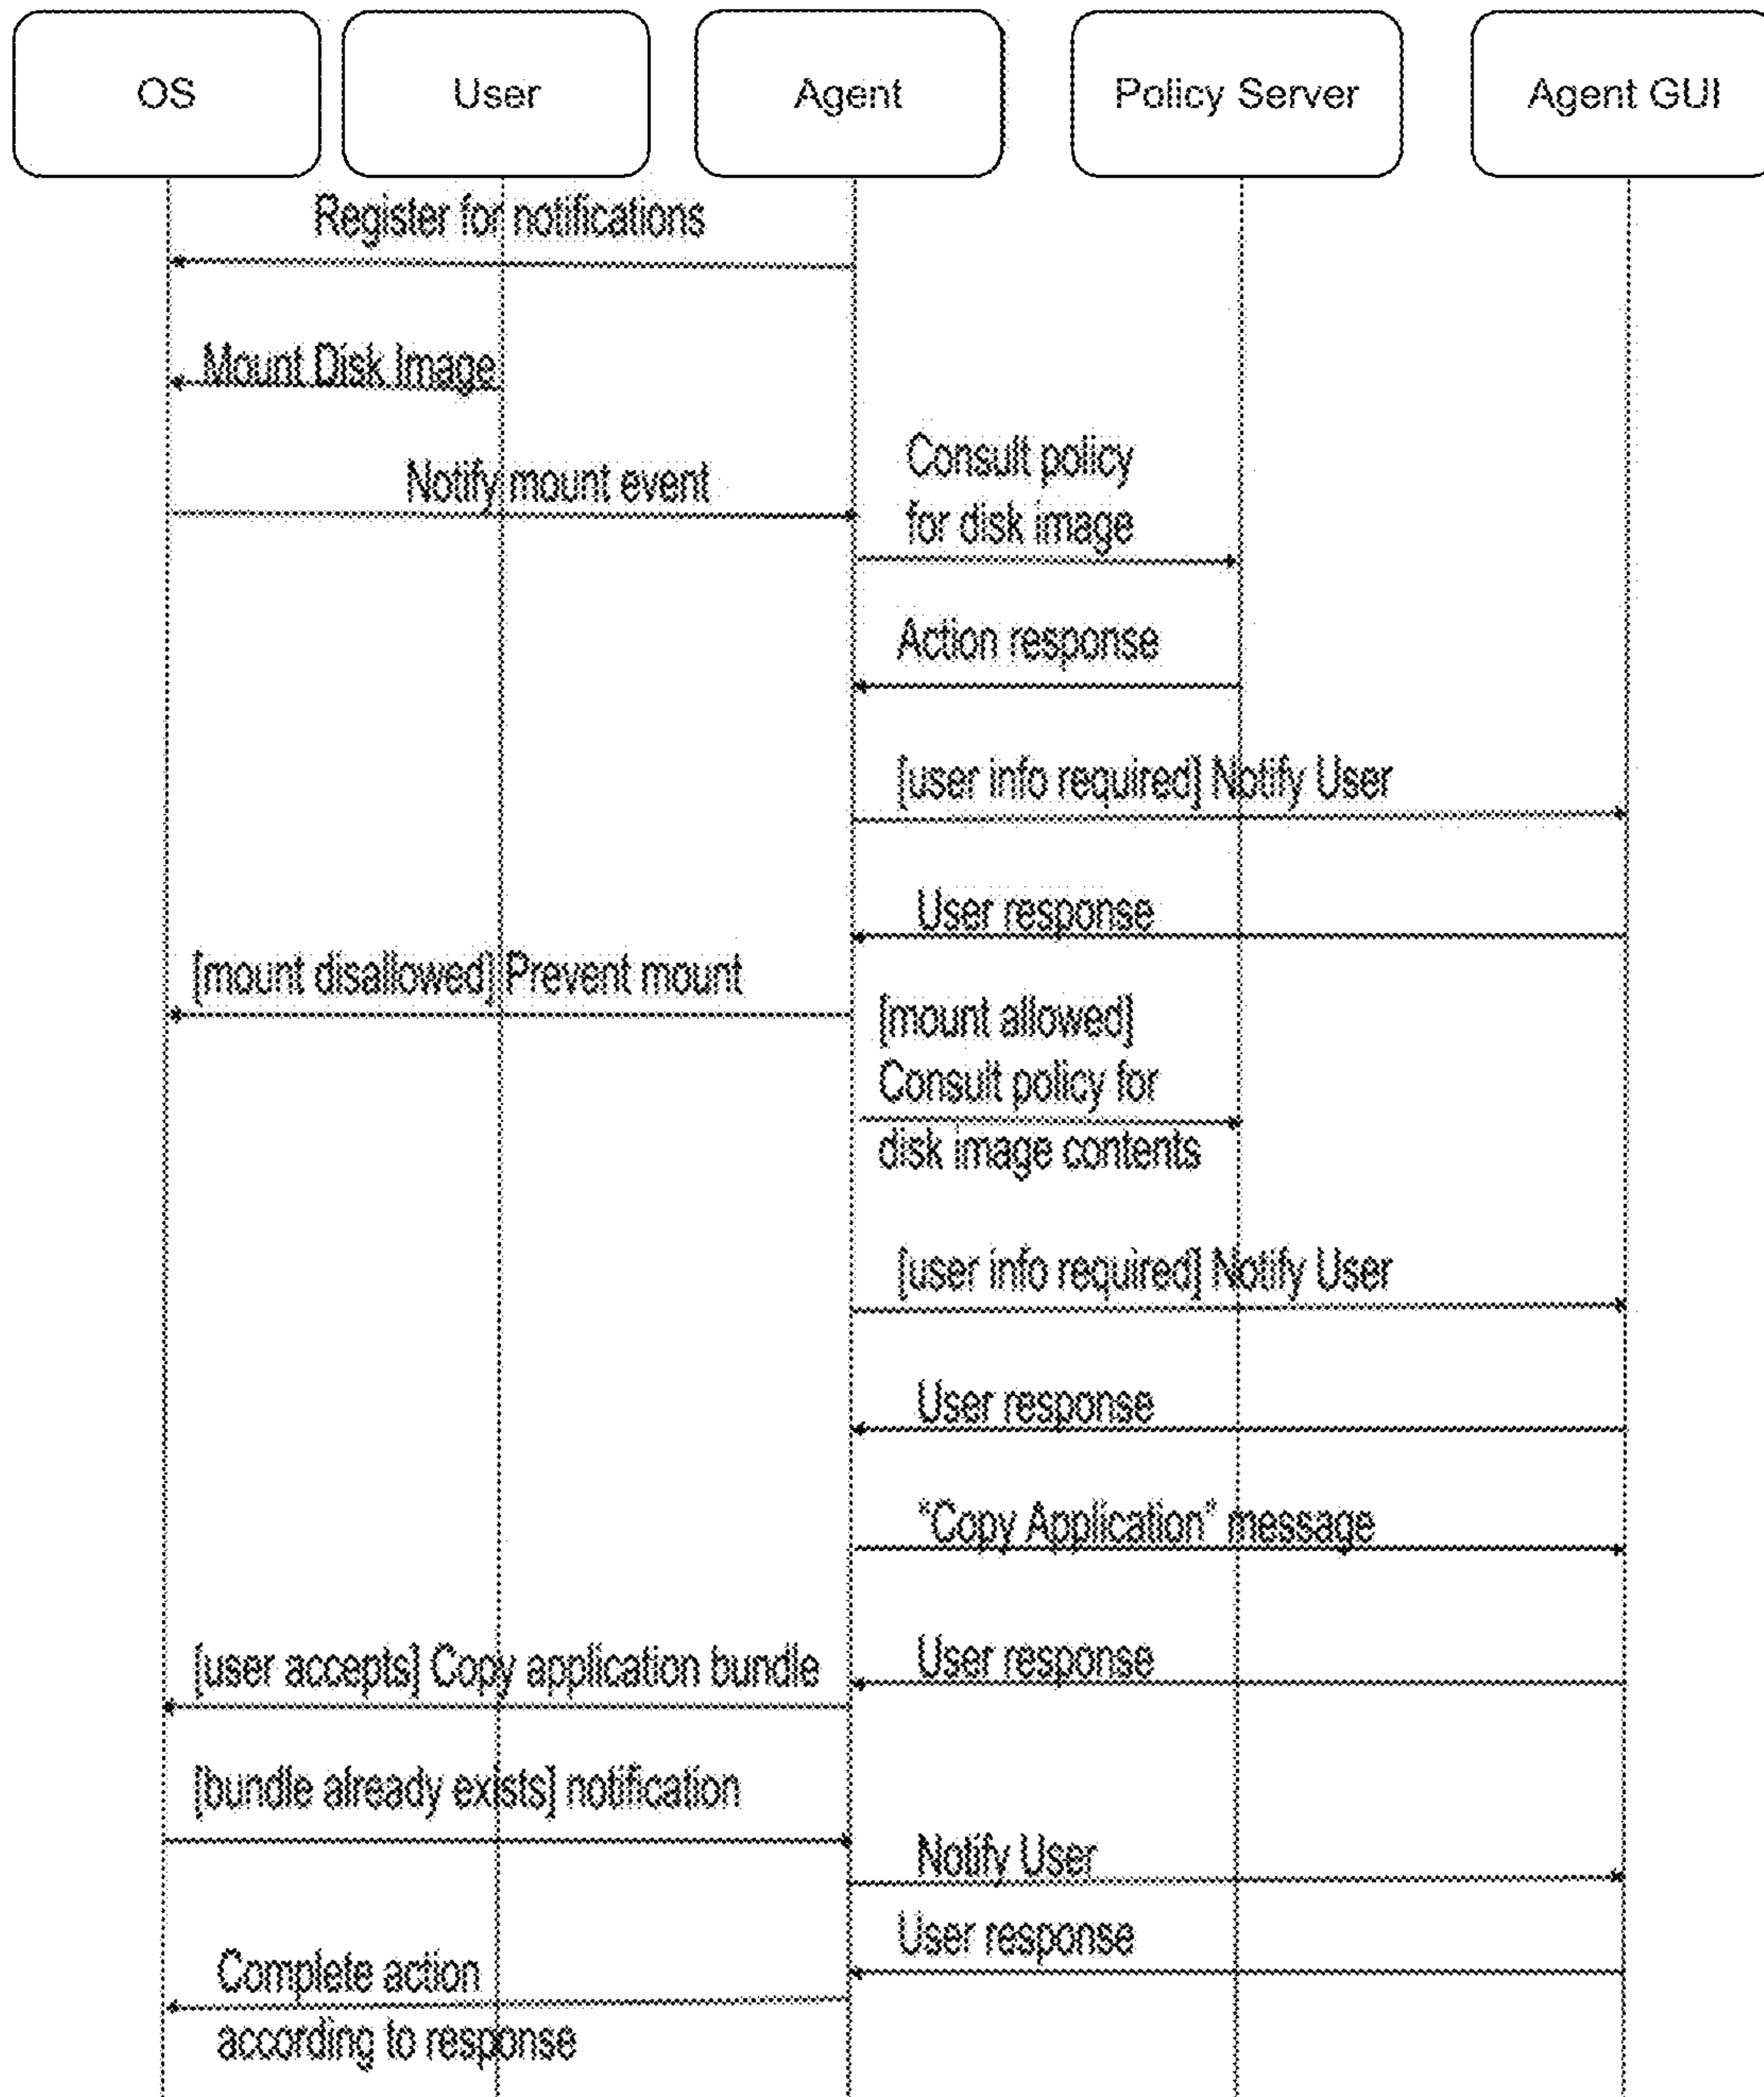 OS
User
Agent
Policy Server
Agent GUI
Register for notifications
Mount Disk Image
Notify mount event
Consult policy
for disk image
Action response
[user info required] Notify User
User response
[mount disallowed] Prevent mount
[mount allowed]
Consult policy for
disk image contents
[user info required] Notify User
User response
"Copy Application" message
User response
[user accepts] Copy application bundle
[bundle already exists] notification
Notify User
User response
Complete action
according to response